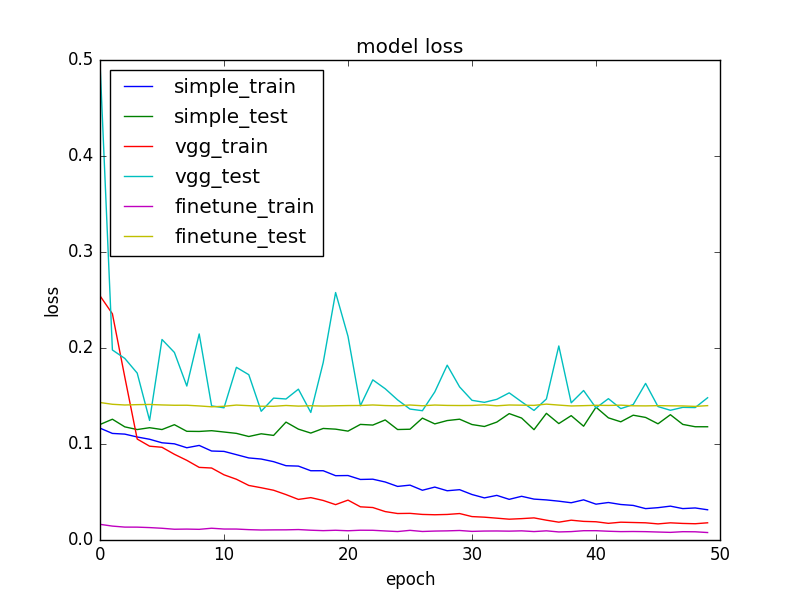 model loss
0.5
0.4
0.3
0.2
0.1
0.0
loss
simple_train
simple_test
vgg_train
vgg_test
finetune_train
finetune_test
0 10 20 30 40 50
epoch